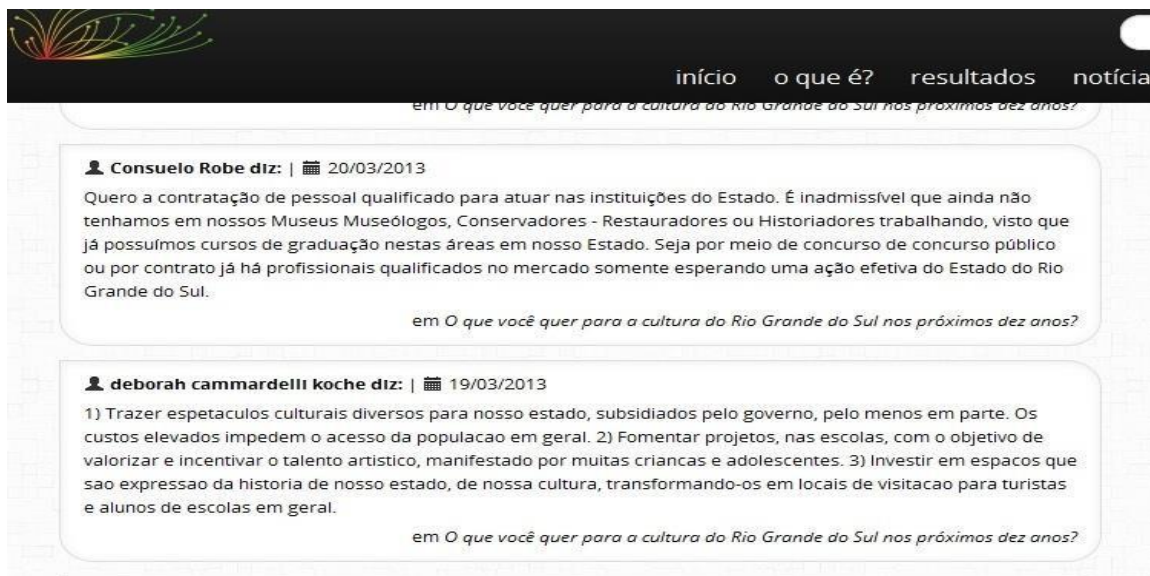 início o que é? resultados notícia
em O que você quer para a cultura do Rio Grande do Sul nos próximos dez anos?
Consuelo Robe diz: | 20/03/2013
Quero a contratação de pessoal qualificado para atuar nas instituições do Estado. É inadmissível que ainda não
tenhamos em nossos Museus Museólogos, Conservadores - Restauradores ou Historiadores trabalhando, visto que
já possuímos cursos de graduação nestas áreas em nosso Estado. Seja por meio de concurso de concurso público
ou por contrato já há profissionais qualificados no mercado somente esperando uma ação efetiva do Estado do Rio
Grande do Sul.
em O que você quer para a cultura do Rio Grande do Sul nos próximos dez anos?
deborah cammardelli koche diz: | 19/03/2013
1) Trazer espetaculos culturais diversos para nosso estado, subsidiados pelo governo, pelo menos em parte. Os
custos elevados impedem o acesso da populacao em geral. 2) Fomentar projetos, nas escolas, com o objetivo de
valorizar e incentivar o talento artistico, manifestado por muitas criancas e adolescentes. 3) Investir em espacos que
sao expressao da historia de nosso estado, de nossa cultura, transformando-os em locais de visitacao para turistas
e alunos de escolas em geral.
em O que você quer para a cultura do Rio Grande do Sul nos próximos dez anos?